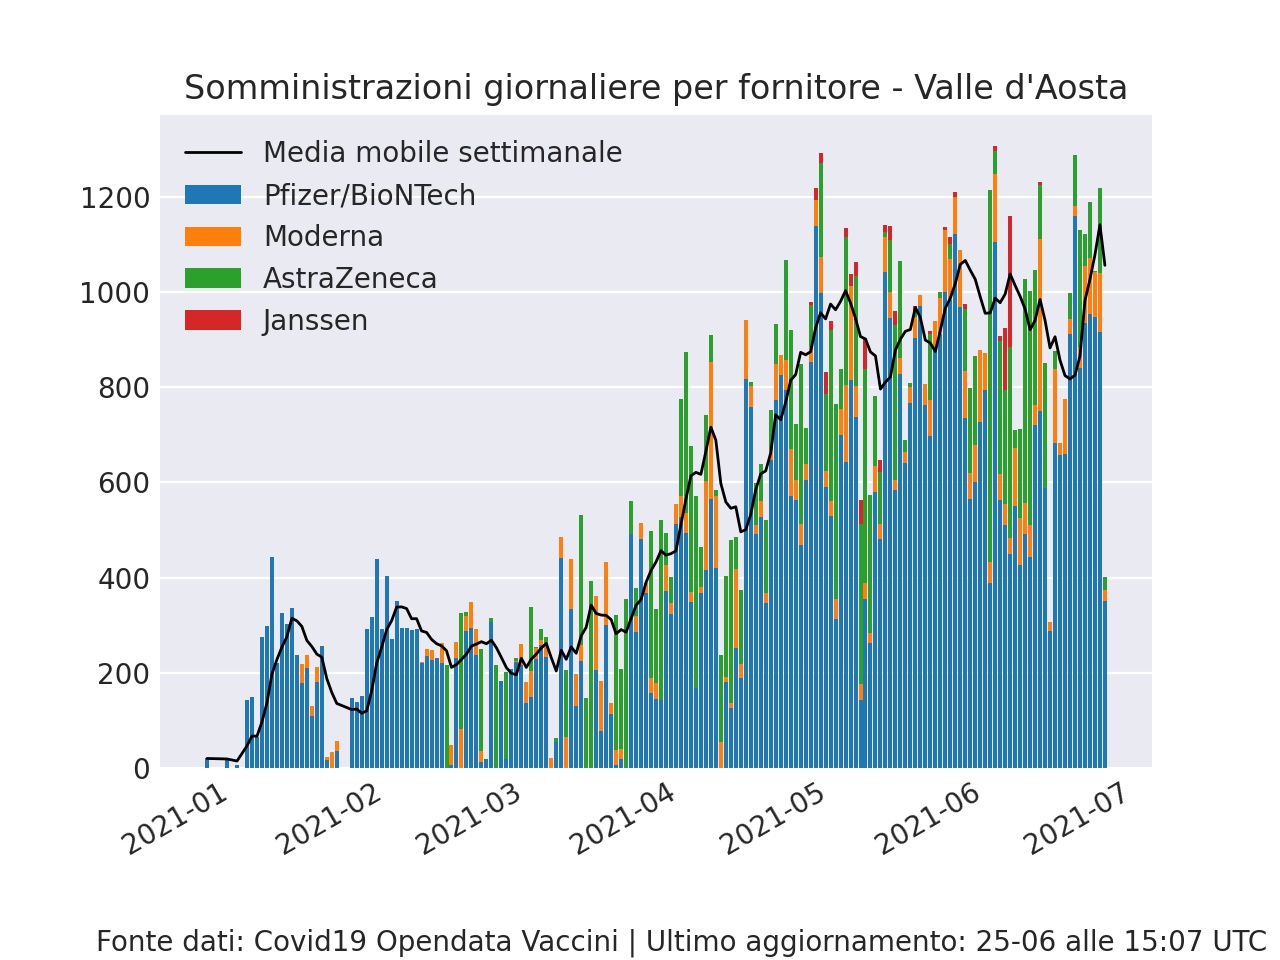 Somministrazioni giornaliere per fornitore - Valle d'Aosta
Media mobile settimanale
Pfizer/BioNTech
Moderna
AstraZeneca
Janssen
1200
1000
800
600
400
200
0
2021-01
2021-02
2021-03
2021-04
2021-05
2021-06
2021-07
Fonte dati: Covid19 Opendata Vaccini | Ultimo aggiornamento: 25-06 alle 15:07 UTC